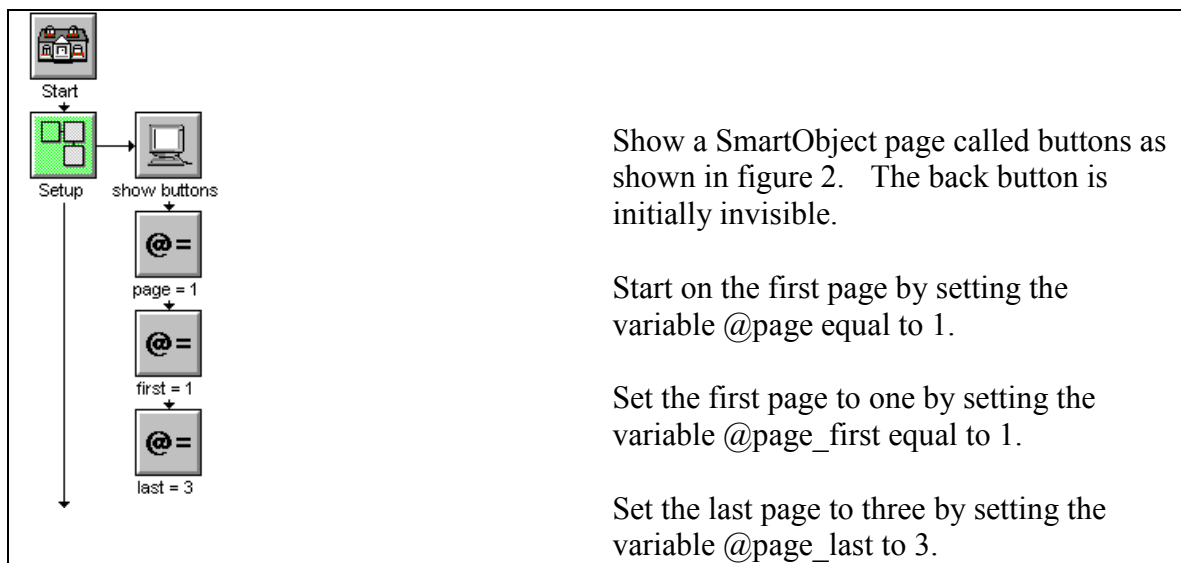 Start
Setup
show buttons
@ =
page = 1
@ =
first = 1
@ =
last = 3
Show a SmartObject page called buttons as
shown in figure 2. The back button is
initially invisible.
Start on the first page by setting the
variable @page equal to 1.
Set the first page to one by setting the
variable @page_first equal to 1.
Set the last page to three by setting the
variable @page_last to 3.